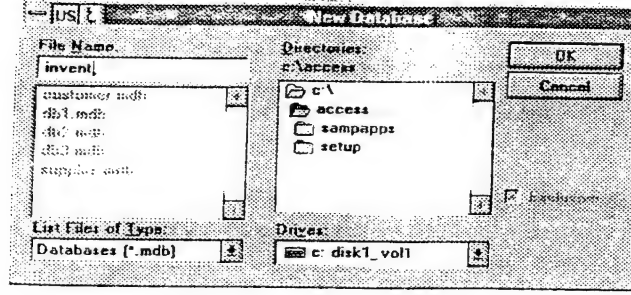 US ع New Database
File Name:
invent
customer.mdb
db1.mdb
db2.mdb
db3.mdb
supplier.mdb
List Files of Type:
Databases (*.mdb)
Directories:
c:\access
c:\
access
sampapps
setup
Drives:
c: disk1_vol1
OK
Cancel
Exclusive